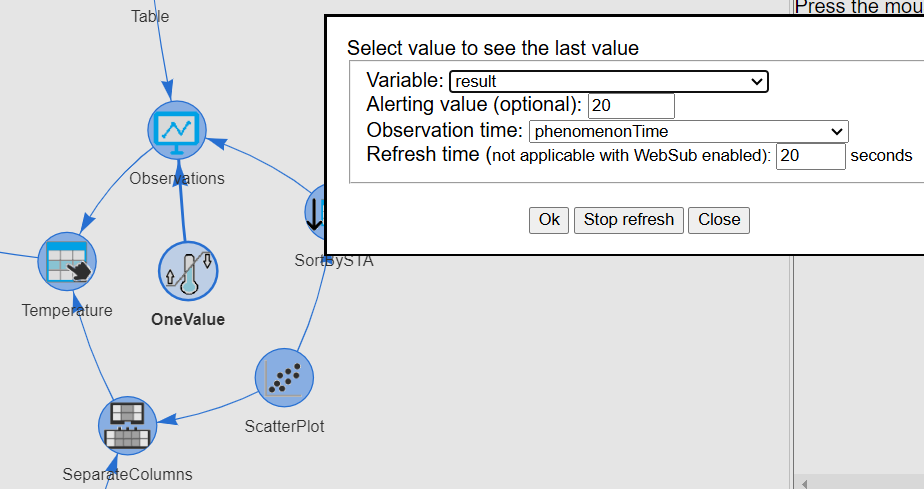 Press the mou
Table
Select value to see the last value
Variable: result
Alerting value (optional): 20
Observation time: phenomenonTime
Refresh time (not applicable with WebSub enabled): 20 seconds
Ok Stop refresh Close
Observations
SortBySTA
Temperature
OneValue
ScatterPlot
SeparateColumns